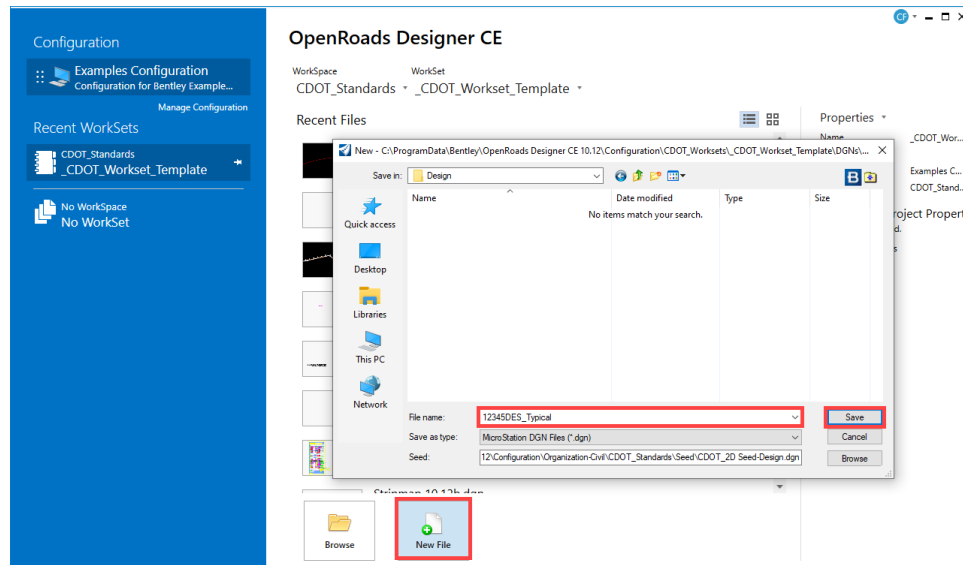 CF
Configuration
Examples Configuration
Configuration for Bentley Example...
Manage Configuration
Recent WorkSets
CDOT_Standards
_CDOT_Workset_Template
No WorkSpace
No WorkSet
OpenRoads Designer CE
WorkSpace WorkSet
CDOT_Standards _CDOT_Workset_Template
Recent Files
Properties
Name _CDOT_Wor...
Examples C...
CDOT_Stand...
roject Propert
d.
s
New - C:\ProgramData\Bentley\OpenRoads Designer CE 10.12\Configuration\CDOT_Worksets\_CDOT_Workset_Template\DGNs\...
Save in: Design
B
Name Date modified Type Size
No items match your search.
Quick access
Desktop
Libraries
This PC
Network
File name: 12345DES_Typical Save
Save as type: MicroStation DGN Files (*.dgn) Cancel
Seed: 12\Configuration\Organization-Civil\CDOT_Standards\Seed\CDOT_2D Seed-Design.dgn Browse
Browse
New File